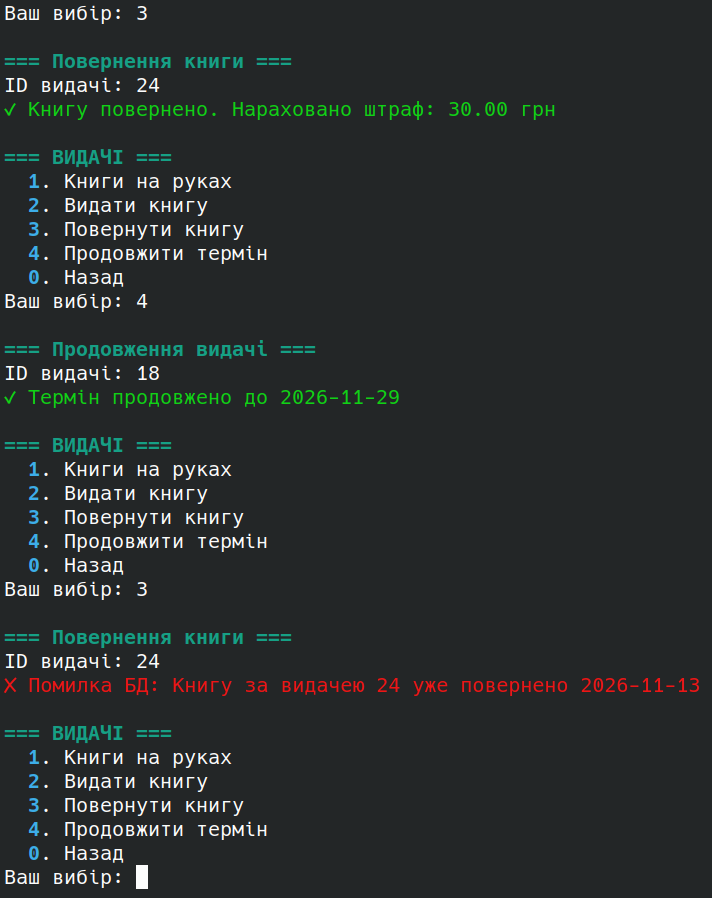 Ваш вибір: 3
=== Повернення книги ===
ID видачі: 24
✓ Книгу повернено. Нараховано штраф: 30.00 грн
=== ВИДАЧІ ===
1. Книги на руках
2. Видати книгу
3. Повернути книгу
4. Продовжити термін
0. Назад
Ваш вибір: 4
=== Продовження видачі ===
ID видачі: 18
✓ Термін продовжено до 2026-11-29
=== ВИДАЧІ ===
1. Книги на руках
2. Видати книгу
3. Повернути книгу
4. Продовжити термін
0. Назад
Ваш вибір: 3
=== Повернення книги ===
ID видачі: 24
✗ Помилка БД: Книгу за видачею 24 уже повернено 2026-11-13
=== ВИДАЧІ ===
1. Книги на руках
2. Видати книгу
3. Повернути книгу
4. Продовжити термін
0. Назад
Ваш вибір: